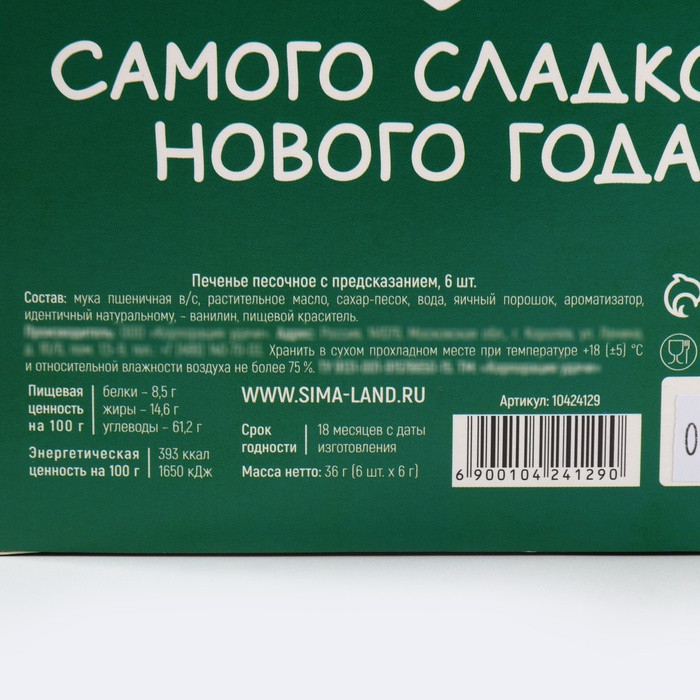 САМОГО СЛАДКО
НОВОГО ГОДА
Печенье песочное с предсказанием, 6 шт.
Состав: мука пшеничная в/с, растительное масло, сахар-песок, вода, яичный порошок, ароматизатор,
идентичный натуральному, – ванилин, пищевой краситель.
Хранить в сухом прохладном месте при температуре +18 (±5) °С
и относительной влажности воздуха не более 75 %.
Пищевая ценность на 100 г
белки – 8,5 г
жиры – 14,6 г
углеводы – 61,2 г
Энергетическая ценность на 100 г
393 ккал
1650 кДж
WWW.SIMA-LAND.RU
Срок годности
18 месяцев с даты
изготовления
Масса нетто: 36 г (6 шт. х 6 г)
Артикул: 10424129
6 900104 241290
0